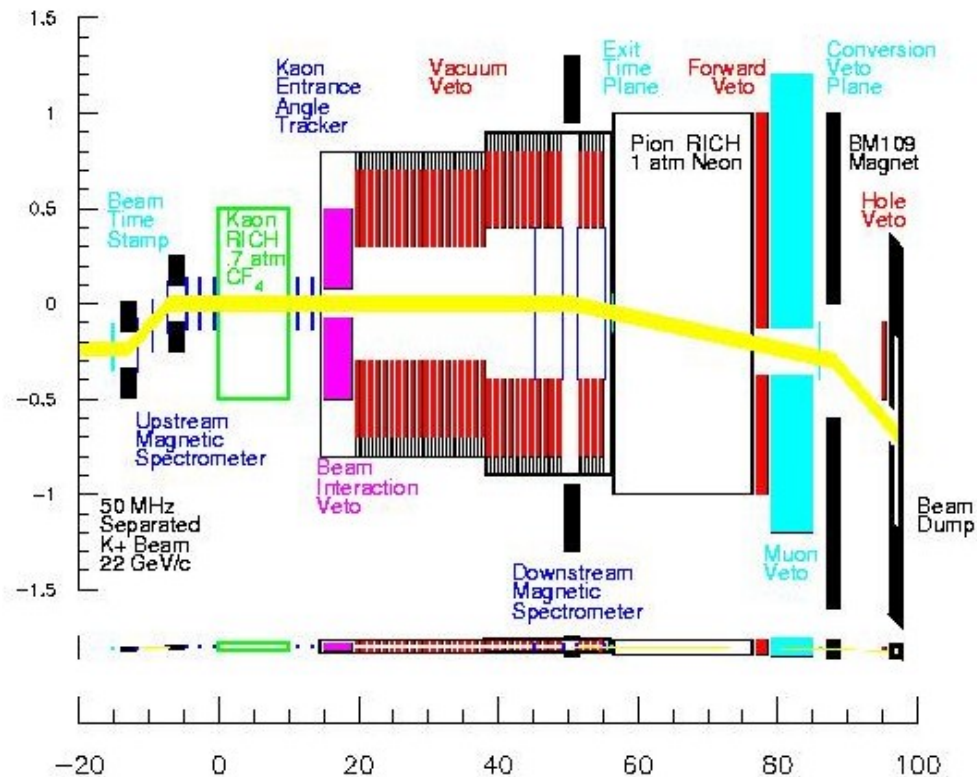 1.5
1
0.5
0
-0.5
-1
-1.5
Beam
Time
Stamp
Kaon
RICH
.7 atm
CF4
Kaon
Entrance
Angle
Tracker
Vacuum
Veto
Exit
Time
Plane
Forward
Veto
Conversion
Veto
Plane
Pion RICH
1 atm Neon
BM109
Magnet
Hole
Veto
Upstream
Magnetic
Spectrometer
Beam
Interaction
Veto
50 MHz
Separated
K+ Beam
22 GeV/c
Downstream
Magnetic
Spectrometer
Muon
Veto
Beam
Dump
-20
0
20
40
60
80
100